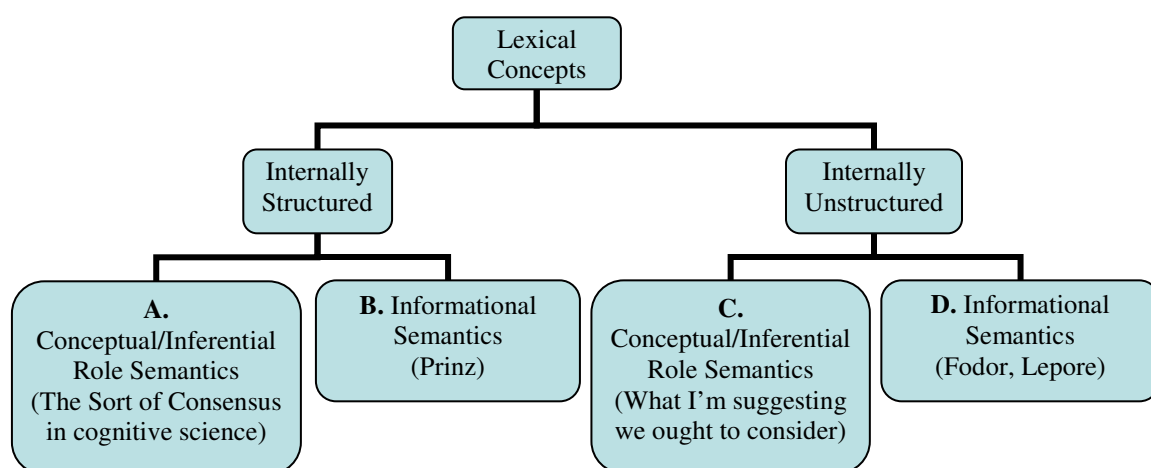 Lexical
Concepts
Internally
Structured
Internally
Unstructured
A.
Conceptual/Inferential
Role Semantics
(The Sort of Consensus
in cognitive science)
B. Informational
Semantics
(Prinz)
C.
Conceptual/Inferential
Role Semantics
(What I'm suggesting
we ought to consider)
D. Informational
Semantics
(Fodor, Lepore)